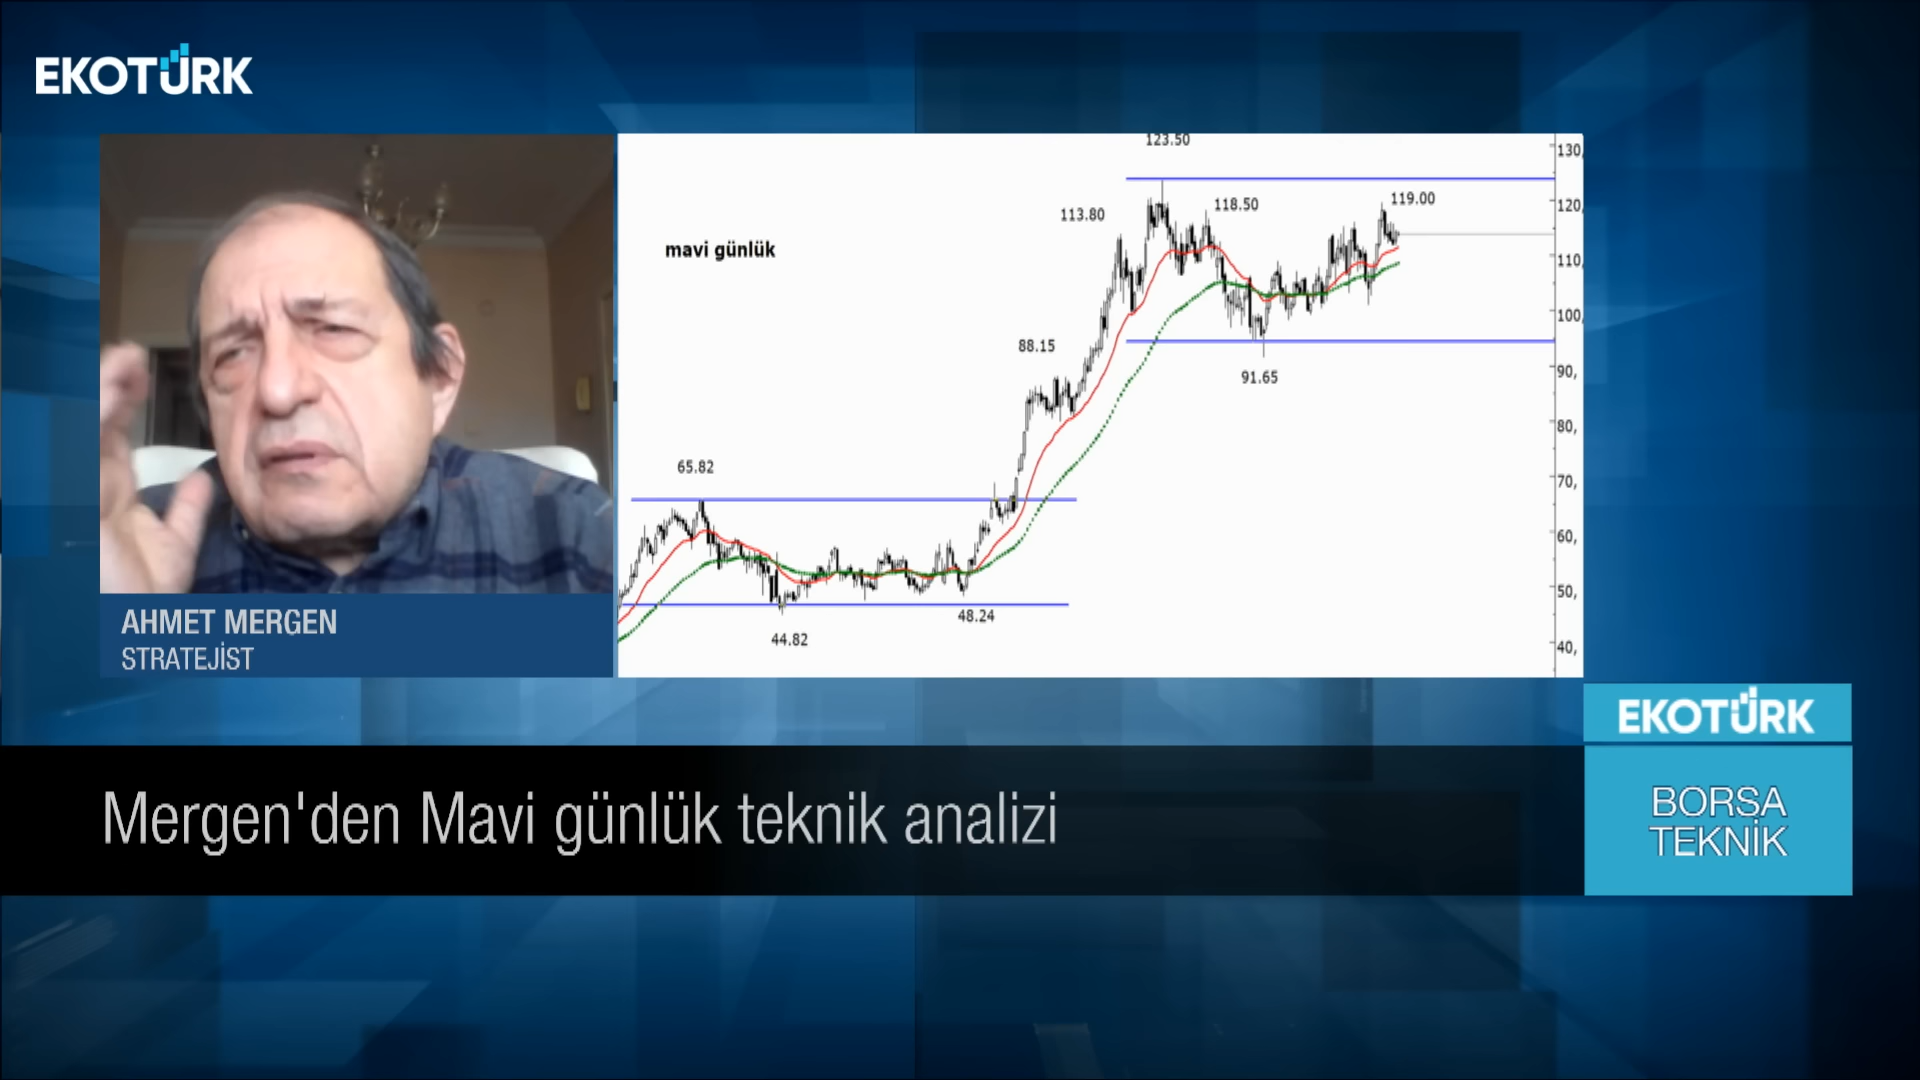 EKOTÜRK
123.50
130,
120,
119.00
118.50
113.80
mavi günlük
110,
100,
88.15
91.65
90,
80,
65.82
70,
60,
50,
48.24
44.82
40,
AHMET MERGEN
STRATEJİST
EKOTÜRK
Mergen'den Mavi günlük teknik analizi
BORSA
TEKNİK